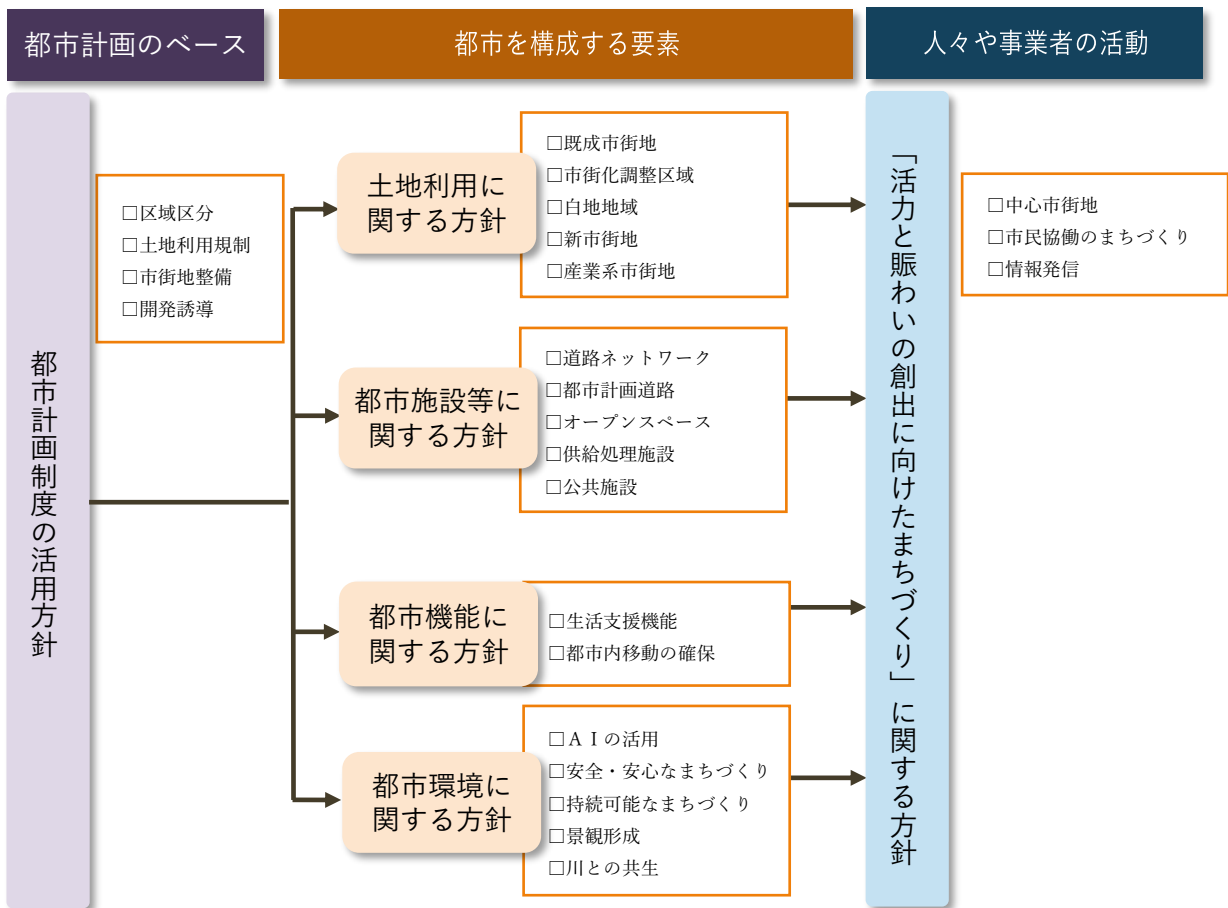 都市計画のベース
都市を構成する要素
人々や事業者の活動
都市計画制度の活用方針
□区域区分
□土地利用規制
□市街地整備
□開発誘導
土地利用に
関する方針
□既成市街地
□市街化調整区域
□白地地域
□新市街地
□産業系市街地
都市施設等に
関する方針
□道路ネットワーク
□都市計画道路
□オープンスペース
□供給処理施設
□公共施設
都市機能に
関する方針
□生活支援機能
□都市内移動の確保
都市環境に
関する方針
□ＡＩの活用
□安全・安心なまちづくり
□持続可能なまちづくり
□景観形成
□川との共生
「活力と賑わいの創出に向けたまちづくり」に関する方針
□中心市街地
□市民協働のまちづくり
□情報発信